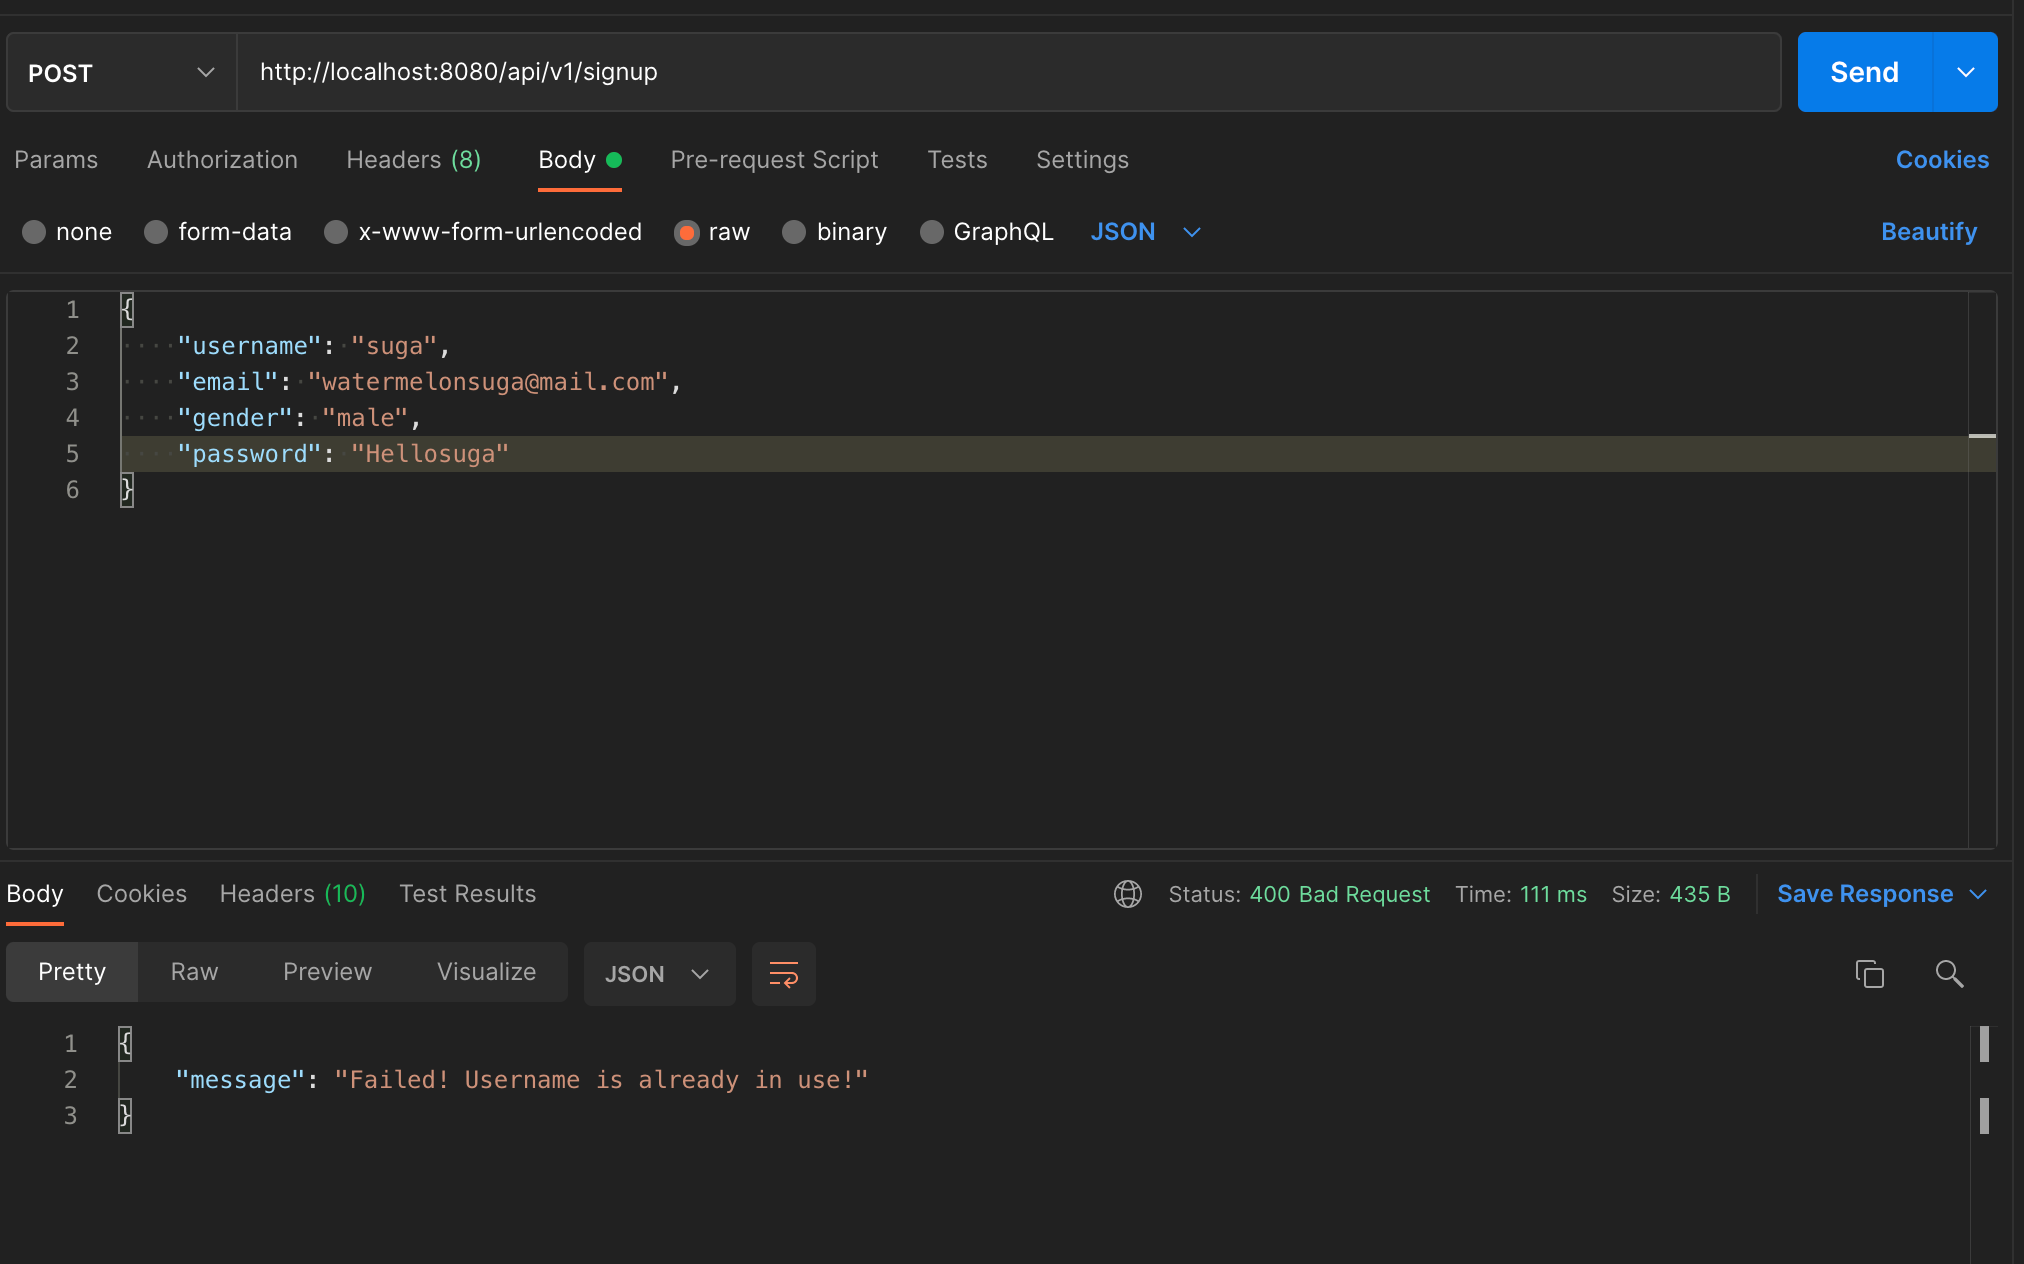 POST http://localhost:8080/api/v1/signup Send
Params Authorization Headers (8) Body Pre-request Script Tests Settings Cookies
none form-data x-www-form-urlencoded raw binary GraphQL JSON Beautify
1 {
2 "username": "suga",
3 "email": "watermelonsuga@mail.com",
4 "gender": "male",
5 "password": "Hellosuga"
6 }
Body Cookies Headers (10) Test Results Status: 400 Bad Request Time: 111 ms Size: 435 B Save Response
Pretty Raw Preview Visualize JSON
1 {
2 "message": "Failed! Username is already in use!"
3 }